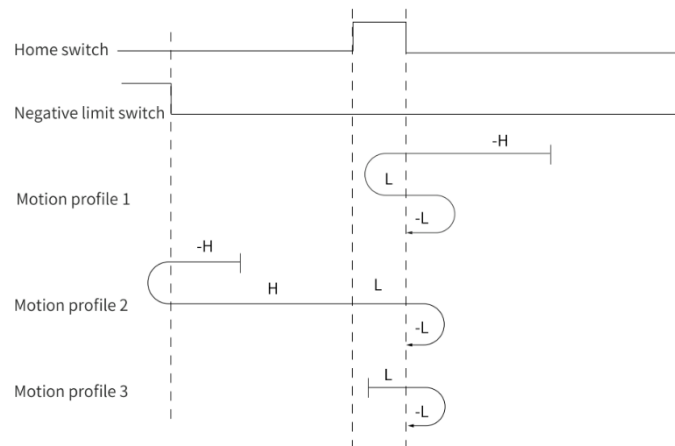 Home switch
Negative limit switch
-H
Motion profile 1
L
-L
-H
H
L
Motion profile 2
-L
L
Motion profile 3
-L